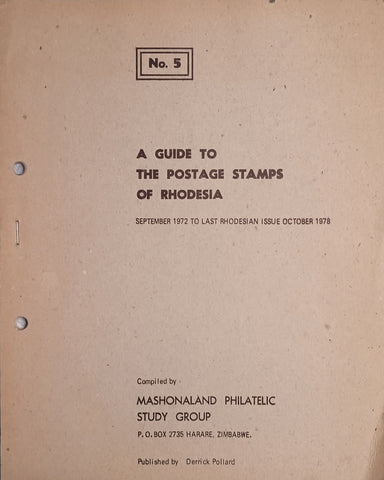 No. 5
A GUIDE TO
THE POSTAGE STAMPS
OF RHODESIA
SEPTEMBER 1972 TO LAST RHODESIAN ISSUE OCTOBER 1978
Compiled by -
MASHONALAND PHILATELIC
STUDY GROUP
P.O. BOX 2735 HARARE, ZIMBABWE.
Published by Derrick Pollard